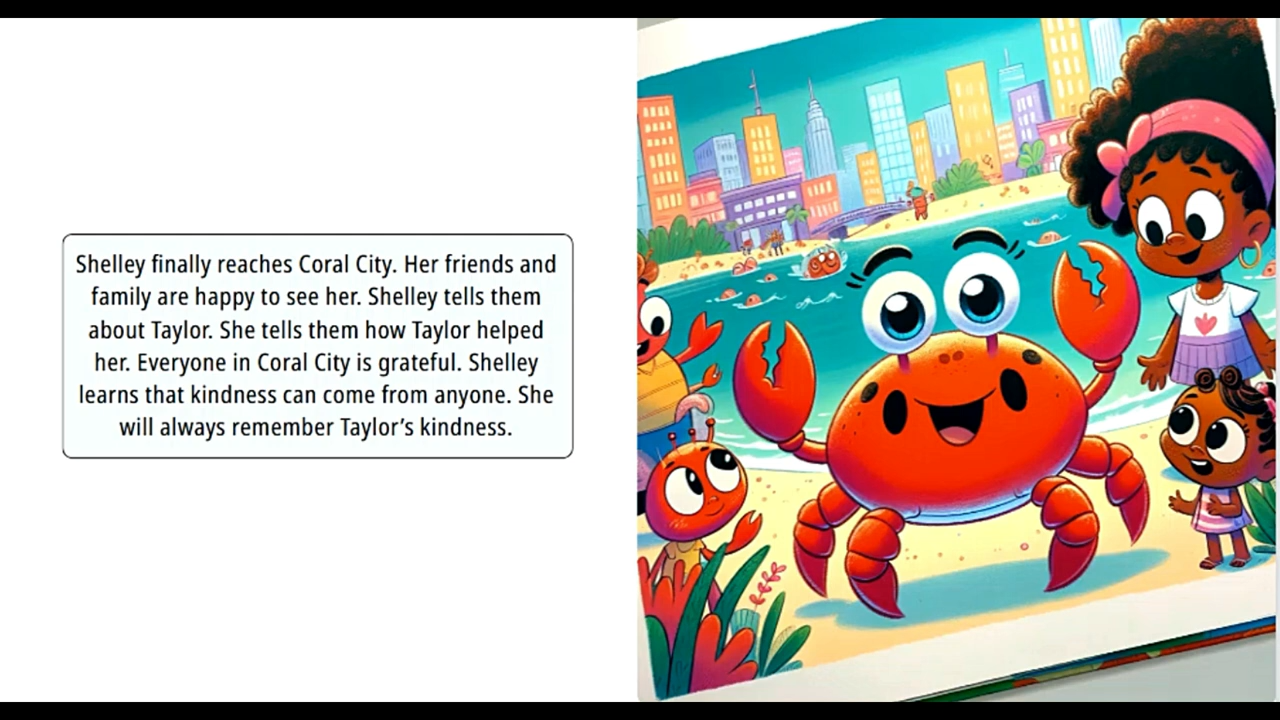 Shelley finally reaches Coral City. Her friends and
family are happy to see her. Shelley tells them
about Taylor. She tells them how Taylor helped
her. Everyone in Coral City is grateful. Shelley
learns that kindness can come from anyone. She
will always remember Taylor’s kindness.